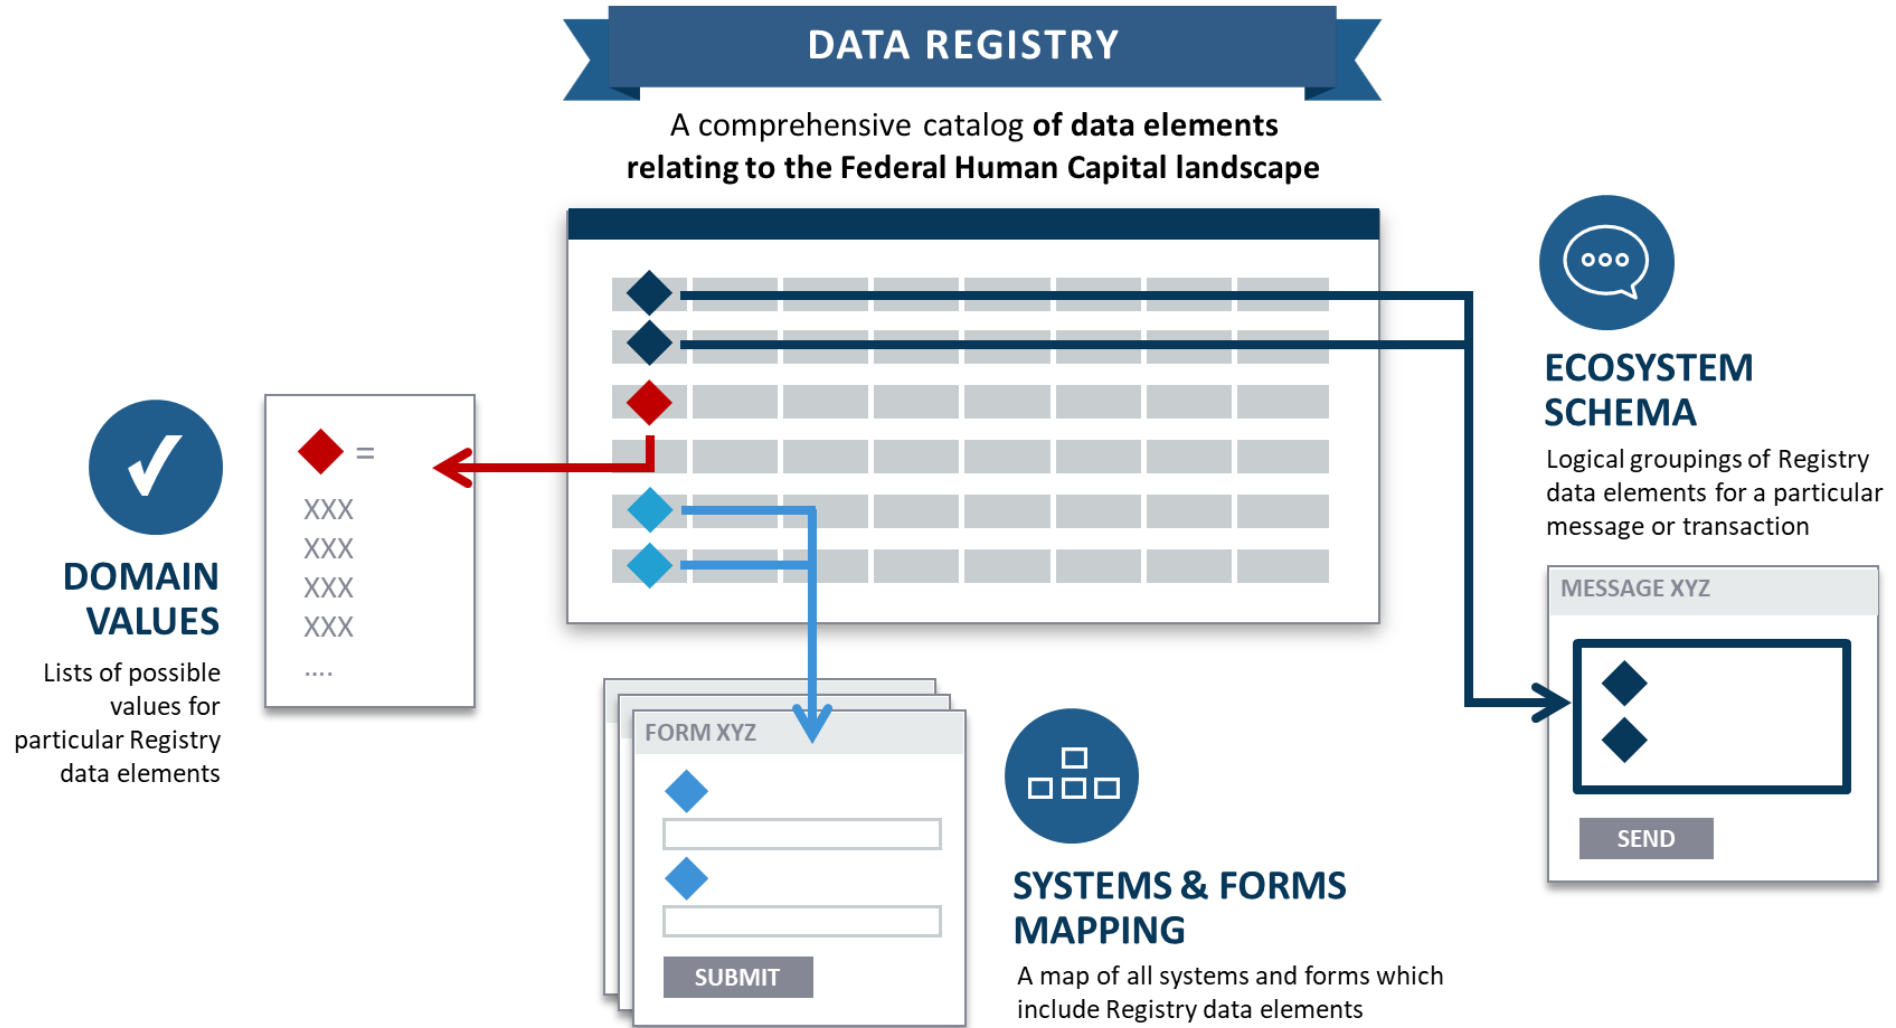 DATA REGISTRY
A comprehensive catalog of data elements
relating to the Federal Human Capital landscape
ECOSYSTEM
SCHEMA
Logical groupings of Registry
data elements for a particular
message or transaction
MESSAGE XYZ
SEND
=
XXX
XXX
XXX
XXX
....
DOMAIN
VALUES
Lists of possible
values for
particular Registry
data elements
FORM XYZ
SUBMIT
SYSTEMS & FORMS
MAPPING
A map of all systems and forms which
include Registry data elements